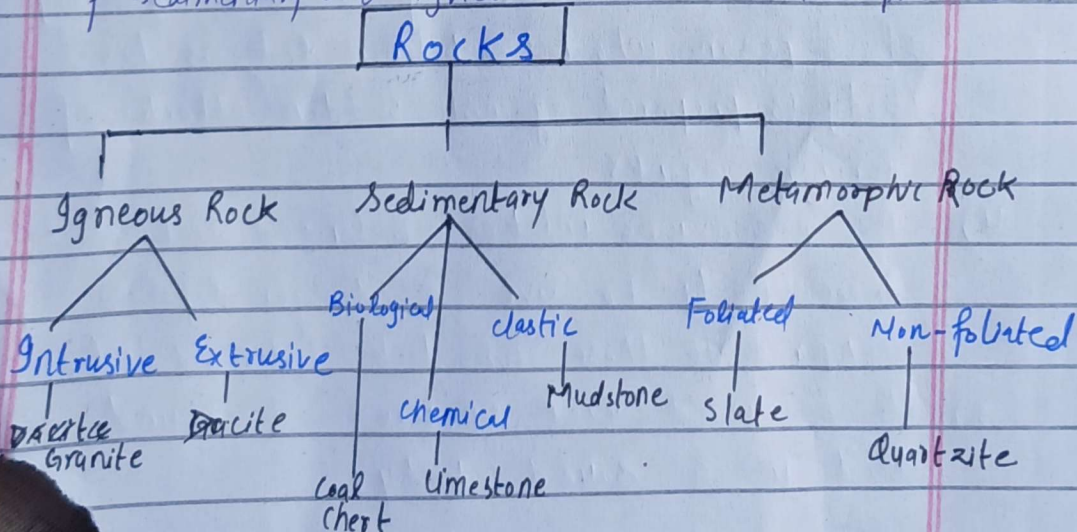 Rocks
Igneous Rock
Sedimentary Rock
Metamorphic Rock
Biological
Clastic
Foliated
Non-foliated
Intrusive
Extrusive
Chemical
Mudstone
Slate
Dacite
Granite
Quartzite
Coal
Chert
Limestone